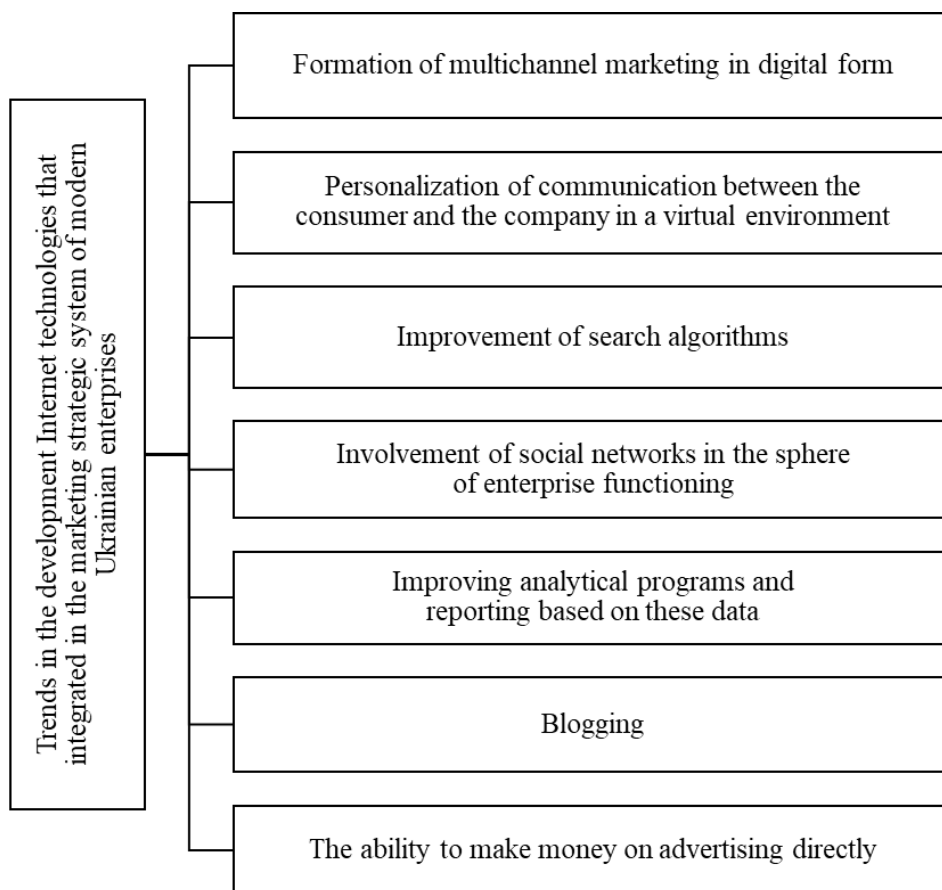 Trends in the development Internet technologies that
integrated in the marketing strategic system of modern
Ukrainian enterprises
Formation of multichannel marketing in digital form
Personalization of communication between the
consumer and the company in a virtual environment
Improvement of search algorithms
Involvement of social networks in the sphere
of enterprise functioning
Improving analytical programs and
reporting based on these data
Blogging
The ability to make money on advertising directly